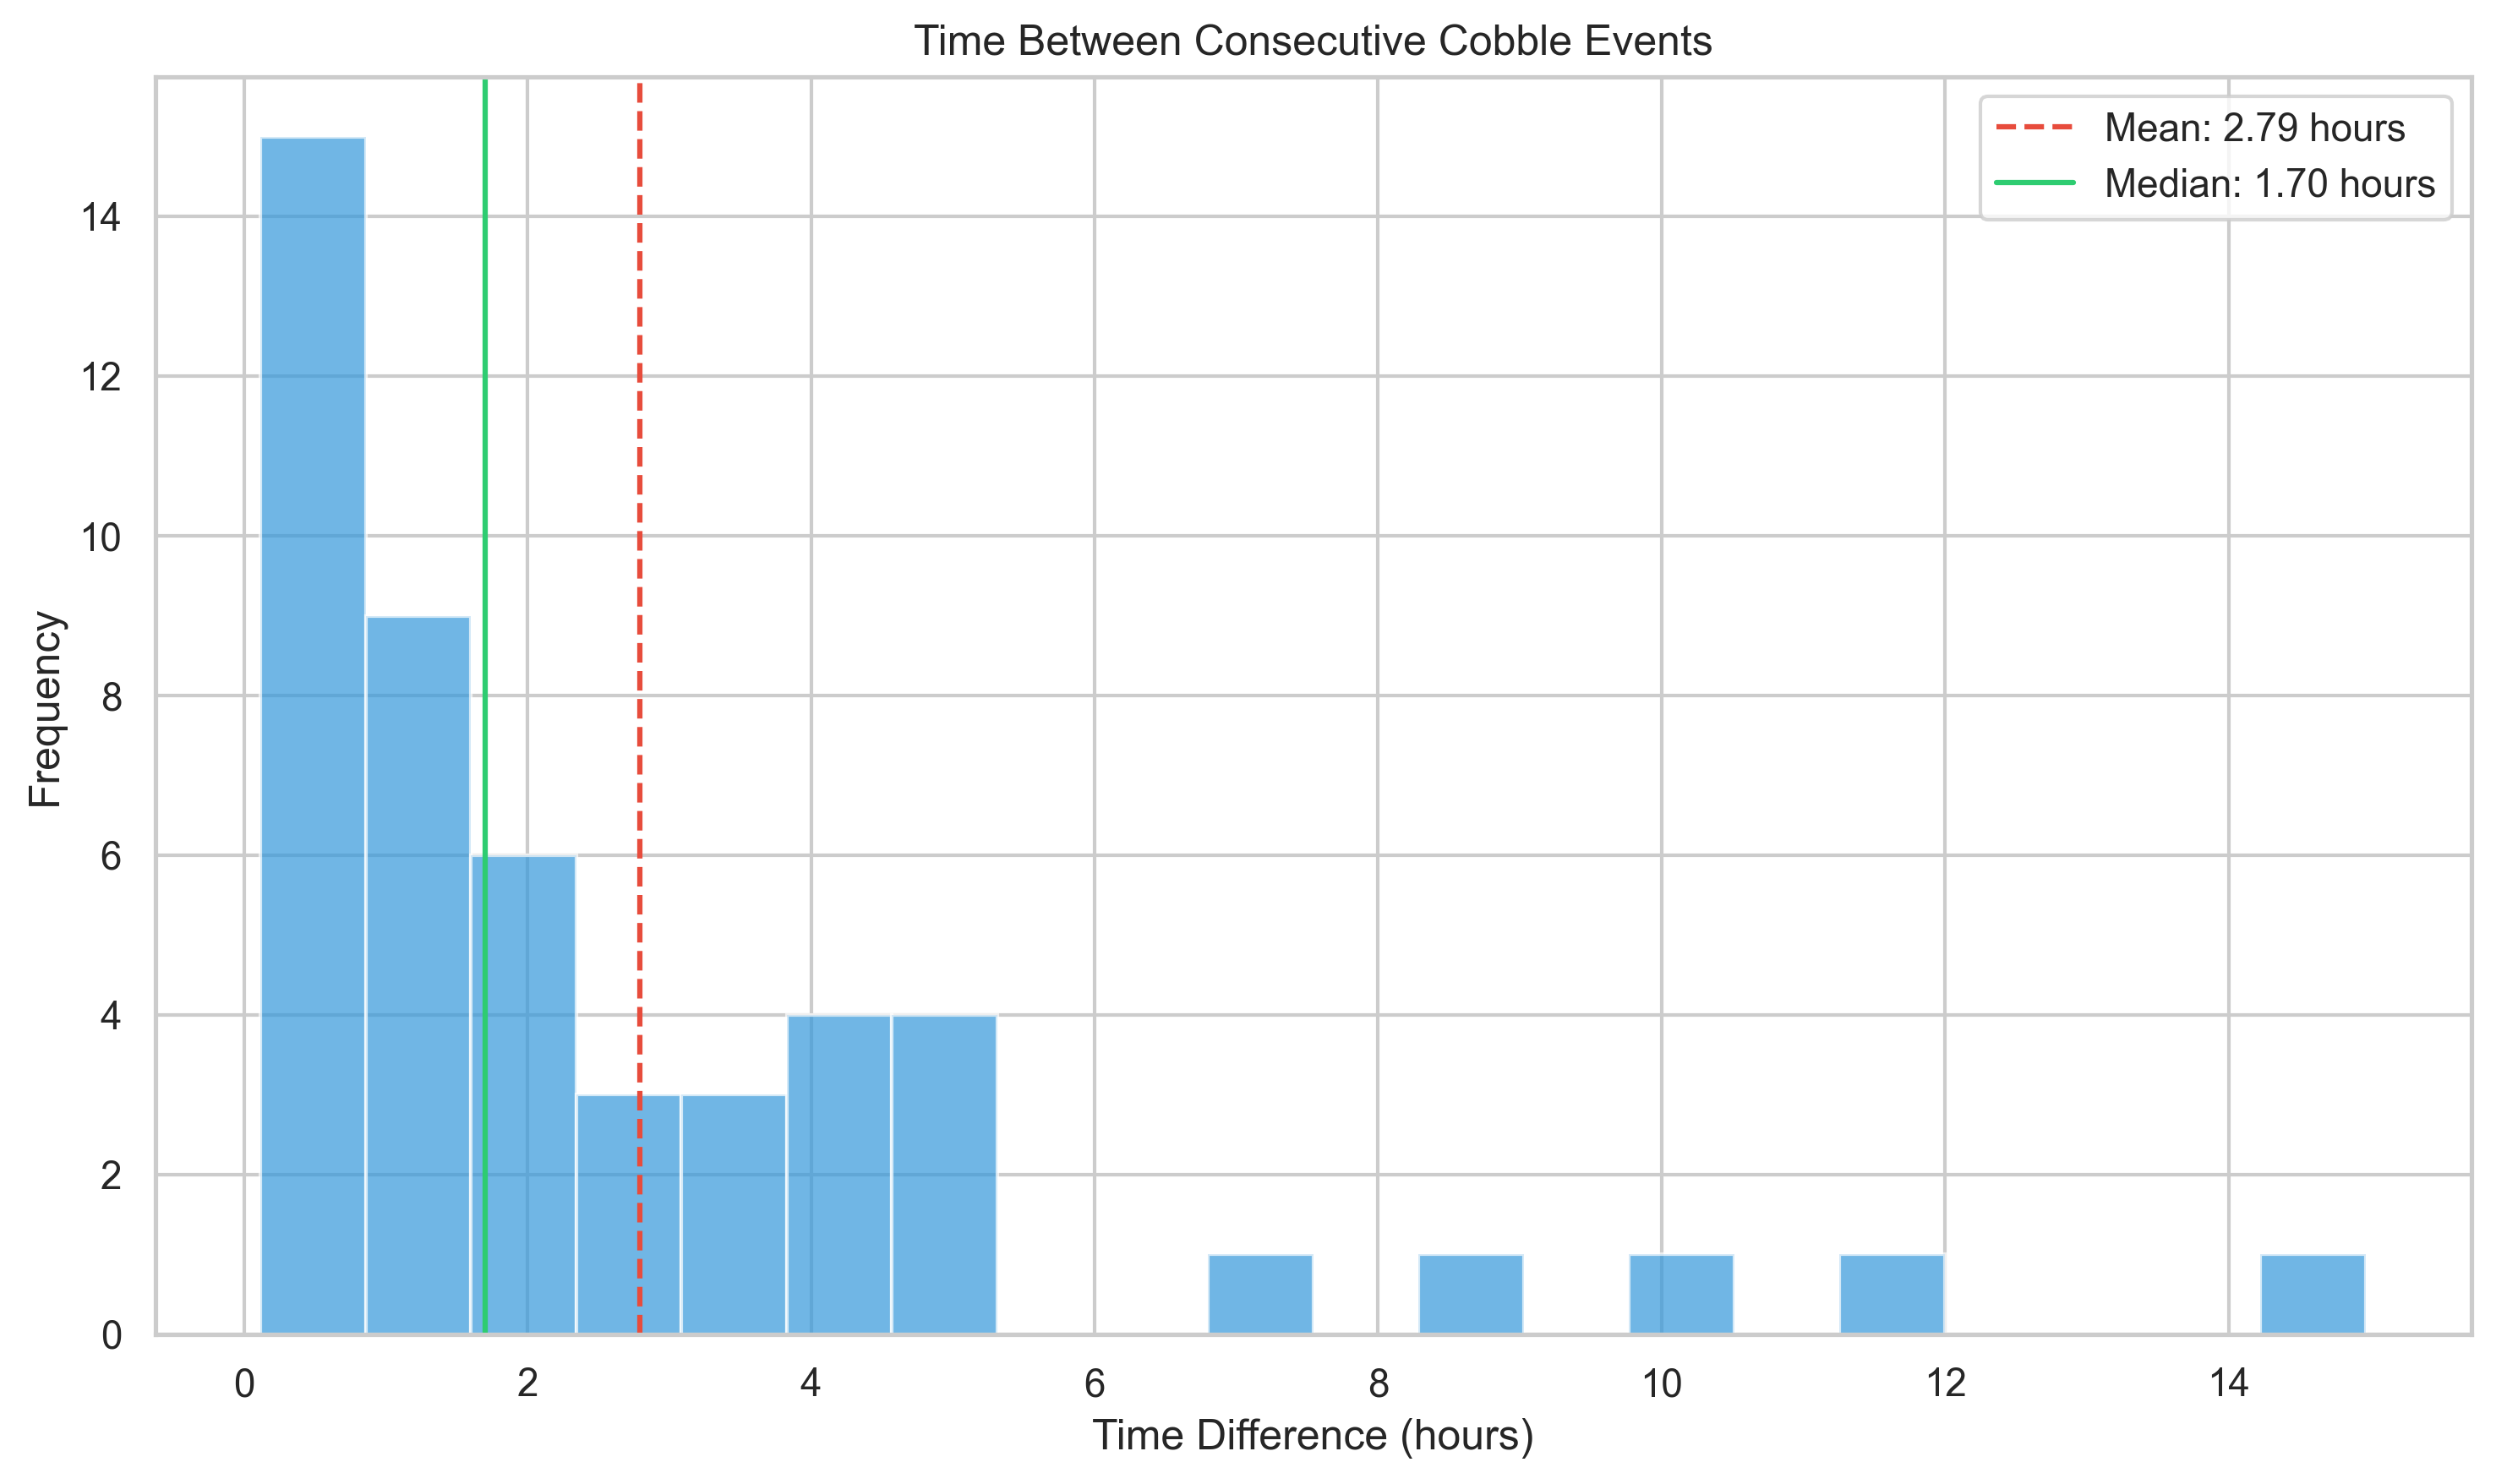 Time Between Consecutive Cobble Events
Mean: 2.79 hours
Median: 1.70 hours
Frequency
14
12
10
8
6
4
2
0
0 2 4 6 8 10 12 14
Time Difference (hours)